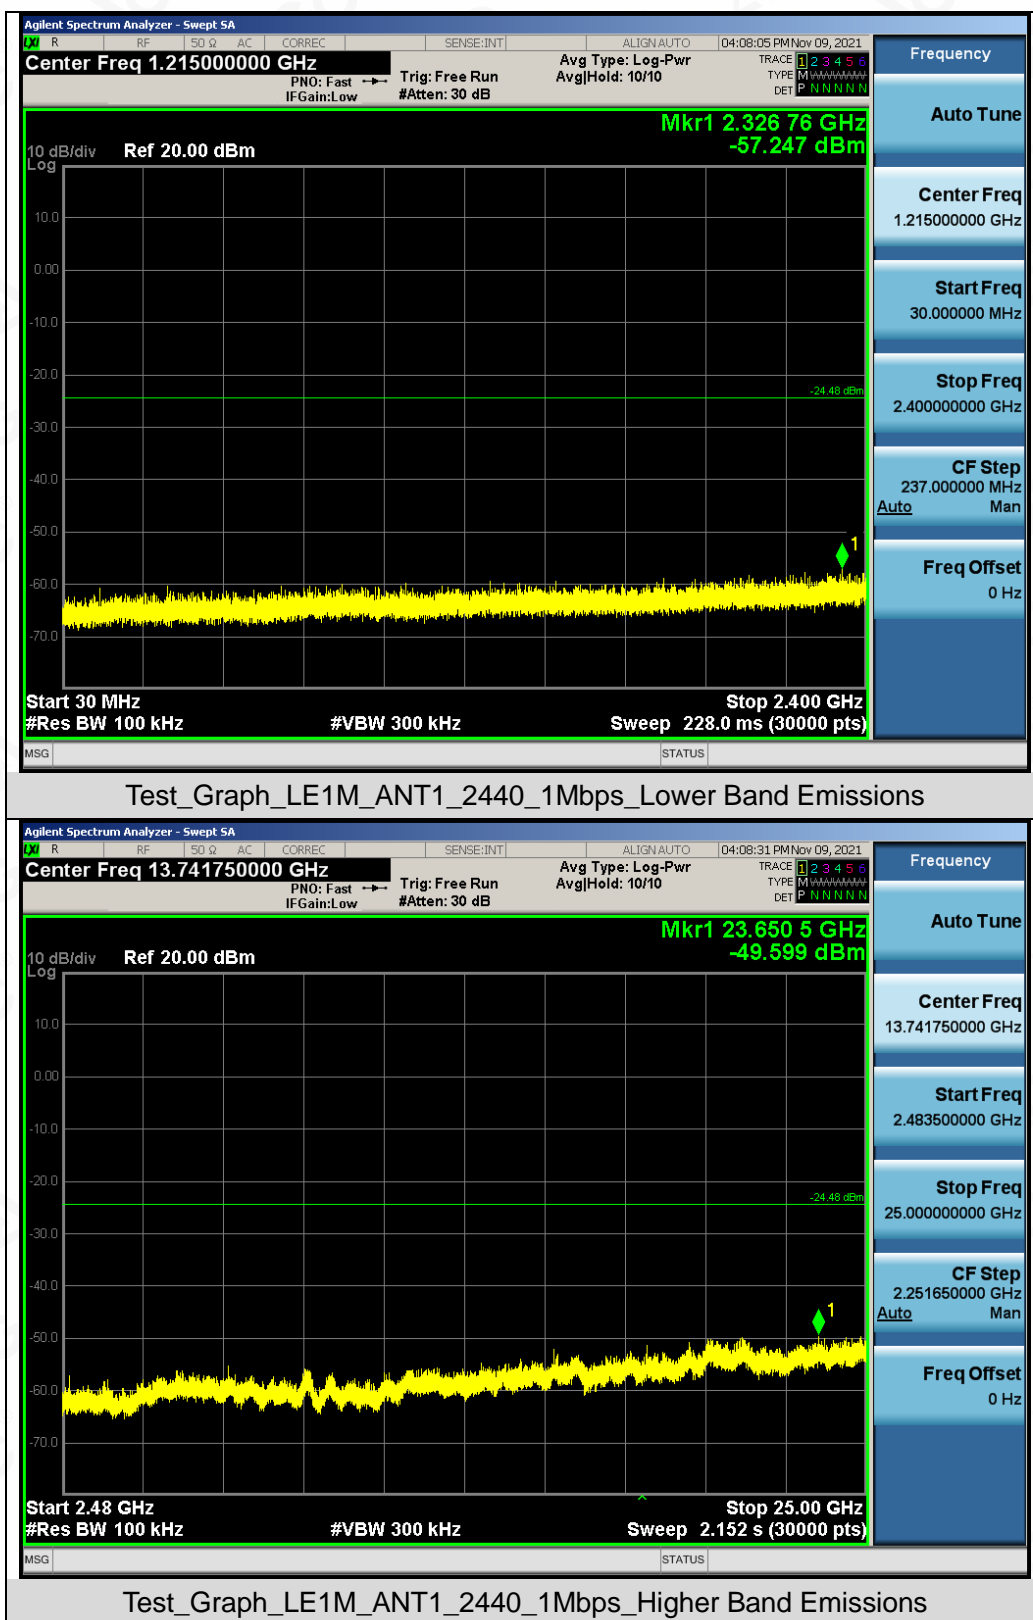 Agilent Spectrum Analyzer - Swept SA
LXI R RF 50 Ω AC CORREC SENSE:INT ALIGN AUTO 04:08:05 PM Nov 09, 2021
Center Freq 1.215000000 GHz
PNO: Fast
IFGain:Low
Trig: Free Run
#Atten: 30 dB
Avg Type: Log-Pwr
Avg|Hold: 10/10
TRACE 1 2 3 4 5 6
TYPE M WWWWW
DET P N N N N N
Frequency
Auto Tune
Mkr1 2.326 76 GHz
-57.247 dBm
10 dB/div
Log
Ref 20.00 dBm
10.0
0.00
-10.0
-20.0
-30.0
-40.0
-50.0
-60.0
-70.0
-24.48 dBm
1
Center Freq
1.215000000 GHz
Start Freq
30.000000 MHz
Stop Freq
2.400000000 GHz
CF Step
237.000000 MHz
Auto Man
Freq Offset
0 Hz
Start 30 MHz Stop 2.400 GHz
#Res BW 100 kHz #VBW 300 kHz Sweep 228.0 ms (30000 pts)
MSG STATUS
Test_Graph_LE1M_ANT1_2440_1Mbps_Lower Band Emissions
Agilent Spectrum Analyzer - Swept SA
LXI R RF 50 Ω AC CORREC SENSE:INT ALIGN AUTO 04:08:31 PM Nov 09, 2021
Center Freq 13.741750000 GHz
PNO: Fast
IFGain:Low
Trig: Free Run
#Atten: 30 dB
Avg Type: Log-Pwr
Avg|Hold: 10/10
TRACE 1 2 3 4 5 6
TYPE M WWWWW
DET P N N N N N
Frequency
Auto Tune
Mkr1 23.650 5 GHz
-49.599 dBm
10 dB/div
Log
Ref 20.00 dBm
10.0
0.00
-10.0
-20.0
-30.0
-40.0
-50.0
-60.0
-70.0
-24.48 dBm
1
Center Freq
13.741750000 GHz
Start Freq
2.483500000 GHz
Stop Freq
25.000000000 GHz
CF Step
2.251650000 GHz
Auto Man
Freq Offset
0 Hz
Start 2.48 GHz Stop 25.00 GHz
#Res BW 100 kHz #VBW 300 kHz Sweep 2.152 s (30000 pts)
MSG STATUS
Test_Graph_LE1M_ANT1_2440_1Mbps_Higher Band Emissions